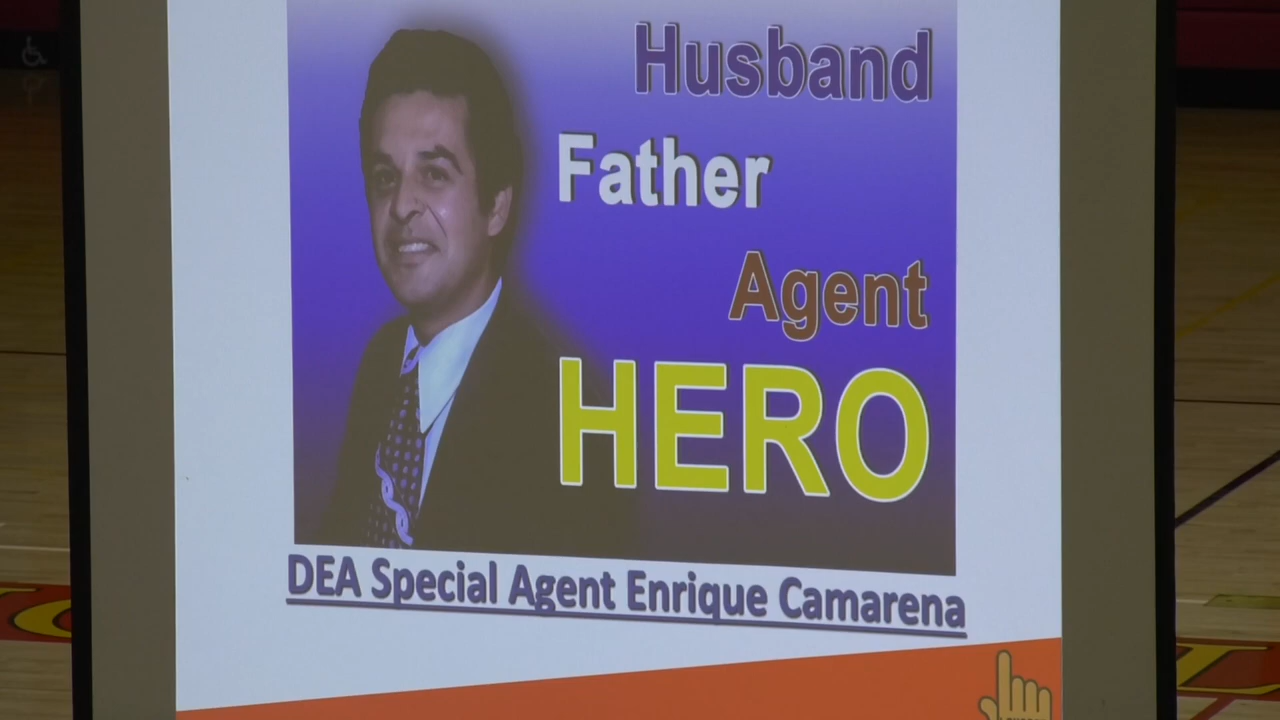 Husband
Father
Agent
HERO
DEA Special Agent Enrique Camarena